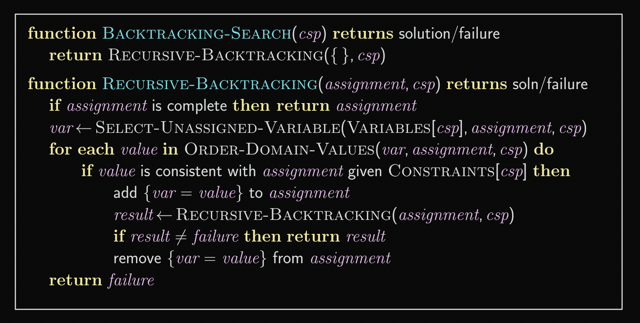 function BACKTRACKING-SEARCH(csp) returns solution/failure
return RECURSIVE-BACKTRACKING({ }, csp)
function RECURSIVE-BACKTRACKING(assignment, csp) returns soln/failure
if assignment is complete then return assignment
var ← SELECT-UNASSIGNED-VARIABLE(VARIABLES[csp], assignment, csp)
for each value in ORDER-DOMAIN-VALUES(var, assignment, csp) do
if value is consistent with assignment given CONSTRAINTS[csp] then
add {var = value} to assignment
result ← RECURSIVE-BACKTRACKING(assignment, csp)
if result ≠ failure then return result
remove {var = value} from assignment
return failure